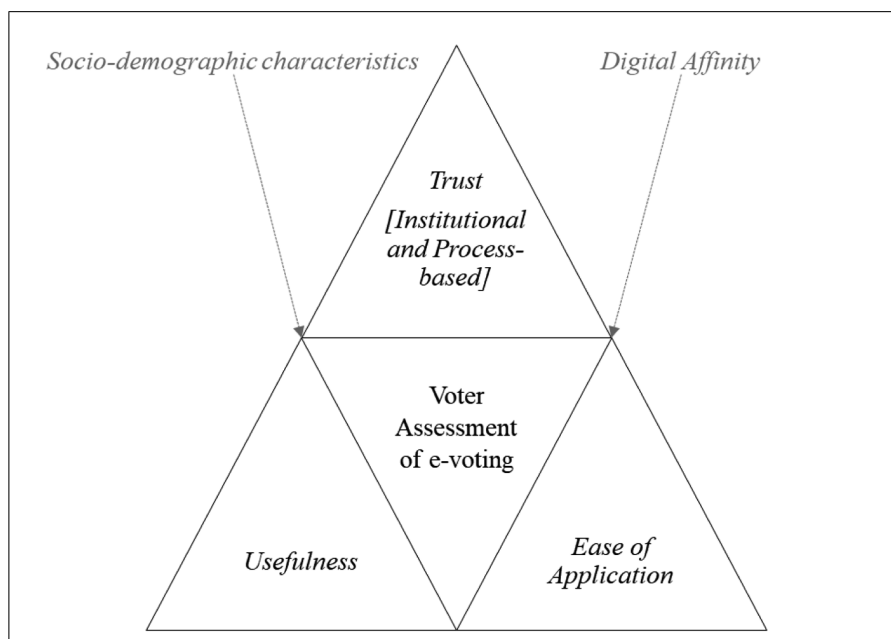 Socio-demographic characteristics
Digital Affinity
Trust
[Institutional
and Process-
based]
Voter
Assessment
of e-voting
Usefulness
Ease of
Application